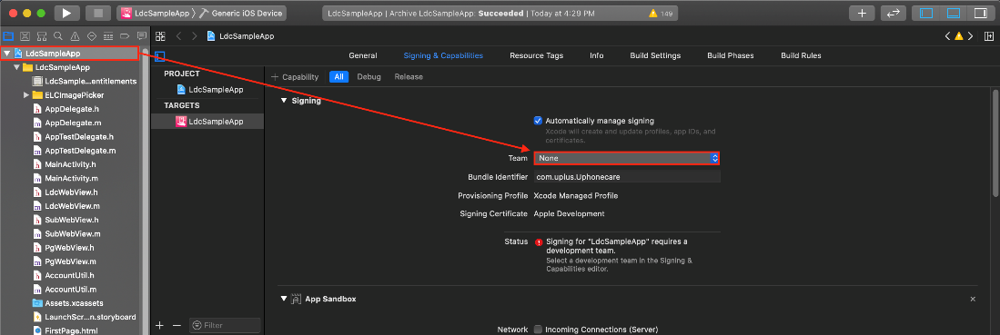 LdcSampleApp
Generic iOS Device
LdcSampleApp | Archive LdcSampleApp: Succeeded | Today at 4:29 PM
149
LdcSampleApp
LdcSampleApp
LdcSampleApp
LdcSample...entitlements
ELCImagePicker
AppDelegate.h
AppDelegate.m
AppTestDelegate.h
AppTestDelegate.m
MainActivity.h
MainActivity.m
LdcWebView.h
LdcWebView.m
SubWebView.h
SubWebView.m
PgWebView.h
PgWebView.m
AccountUtil.h
AccountUtil.m
Assets.xcassets
LaunchScr...n.storyboard
FirstPage.html
General
Signing & Capabilities
Resource Tags
Info
Build Settings
Build Phases
Build Rules
PROJECT
LdcSampleApp
TARGETS
LdcSampleApp
Filter
+ Capability
All
Debug
Release
Signing
Automatically manage signing
Xcode will create and update profiles, app IDs, and
certificates.
Team None
Bundle Identifier com.uplus.Uphonecare
Provisioning Profile Xcode Managed Profile
Signing Certificate Apple Development
Status Signing for "LdcSampleApp" requires a
development team.
Select a development team in the Signing &
Capabilities editor.
App Sandbox
Network Incoming Connections (Server)